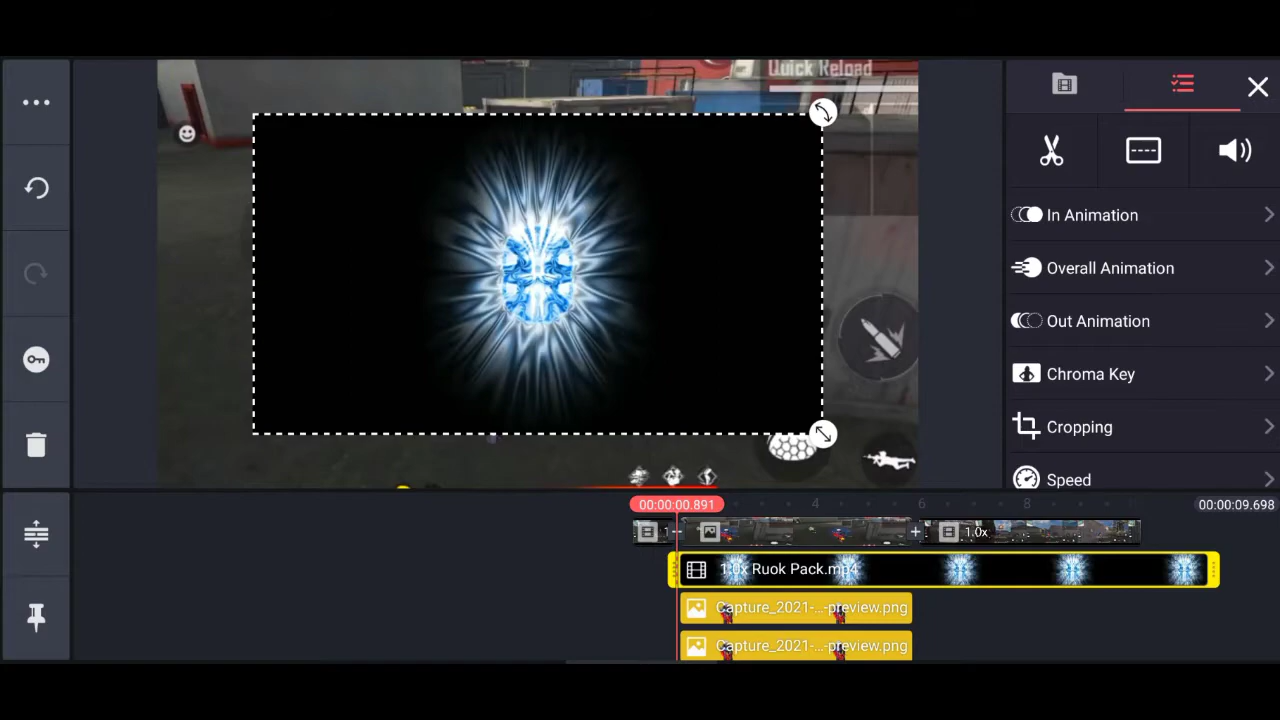 Quick Reload
In Animation
Overall Animation
Out Animation
Chroma Key
Cropping
Speed
00:00:00.891
4
6
8
00:00:09.698
1.0x
1.0x Ruok Pack.mp4
Capture_2021-...-preview.png
Capture_2021-...-preview.png